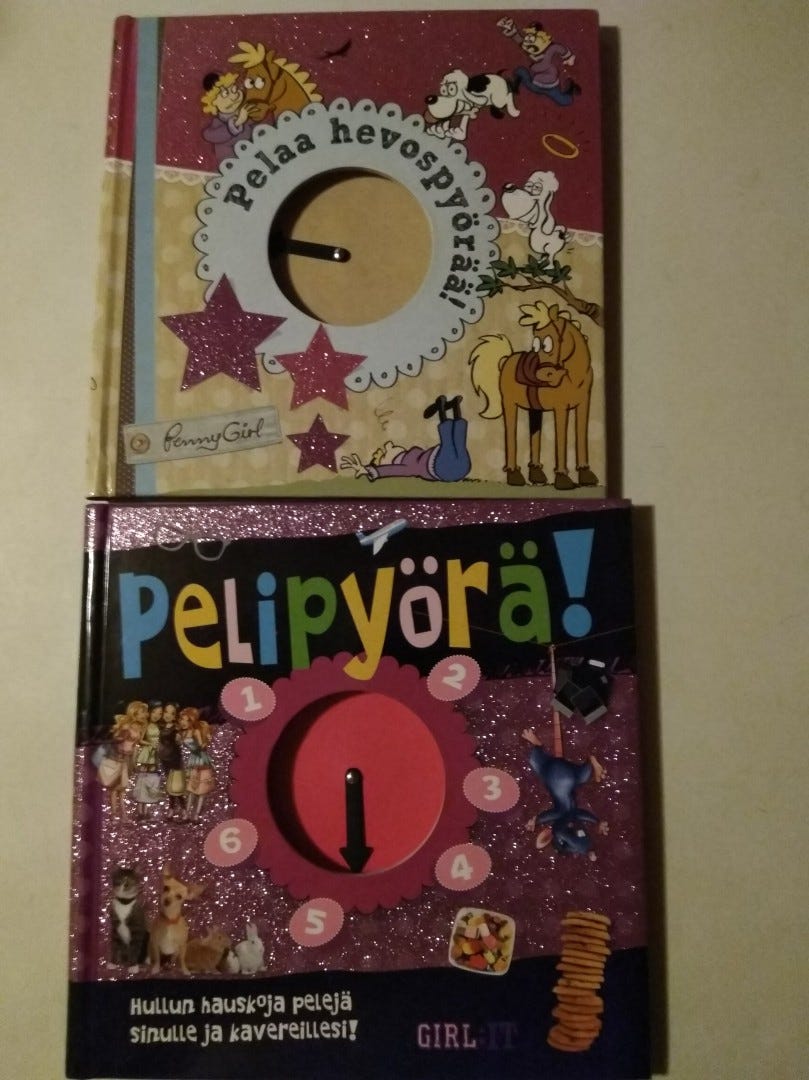 Pelaa hevospyörää!
PennyGirl
Pelipyörä!
1
2
3
4
5
6
Hullun hauskoja pelejä
sinulle ja kavereillesi!
GIRL:IT